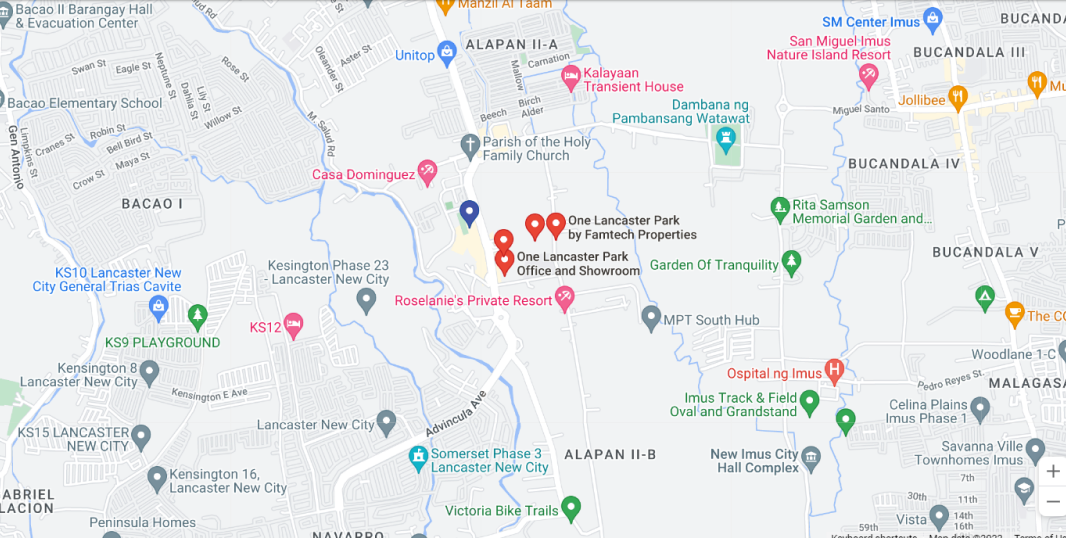 Bacao II Barangay Hall
& Evacuation Center
Manzil Al Taam
SM Center Imus
BUCANDA
Unitop
ALAPAN II-A
San Miguel Imus
Nature Island Resort
BUCANDALA III
Aster St
Oleander St
Rose St
Swan St
Eagle St
Neptune St
Dahlia St
Lily St
Willow St
Carnation
Mallow
Kalayaan
Transient House
Jollibee
Mu
Miguel Santo
Bacao Elementary School
Dambana ng
Pambansang Watawat
Birch
Beech
Alder
Gen Antonio
Limpkins St
Robin St
Cranes St
Maya St
Crow St
M. Salud Rd
Parish of the Holy
Family Church
Casa Dominguez
BUCANDALA IV
BACAO I
One Lancaster Park
by Famtech Properties
Rita Samson
Memorial Garden and...
One Lancaster Park
Office and Showroom
Garden Of Tranquility
BUCANDALA V
KS10 Lancaster New
City General Trias Cavite
Kesington Phase 23
- Lancaster New City
Roselanie's Private Resort
MPT South Hub
The CO
KS12
KS9 PLAYGROUND
Woodlane 1-C
Kensington 8
Lancaster New City
Kensington E Ave
Ospital ng Imus
Pedro Reyes St
MALAGASA
Imus Track & Field
Oval and Grandstand
Celina Plains
Imus Phase 1
KS15 LANCASTER
NEW CITY
Lancaster New City
Advincula Ave
Somerset Phase 3
Lancaster New City
ALAPAN II-B
New Imus City
Hall Complex
Savanna Ville
Townhomes Imus
Kensington 16,
Lancaster New City
7th
ABRIEL
LACION
11th
30th
10th
Victoria Bike Trails
Vista
14th
16th
59th
Peninsula Homes
NAVARRO
Keyboard shortcuts
Map data ©2022
Terms of Us